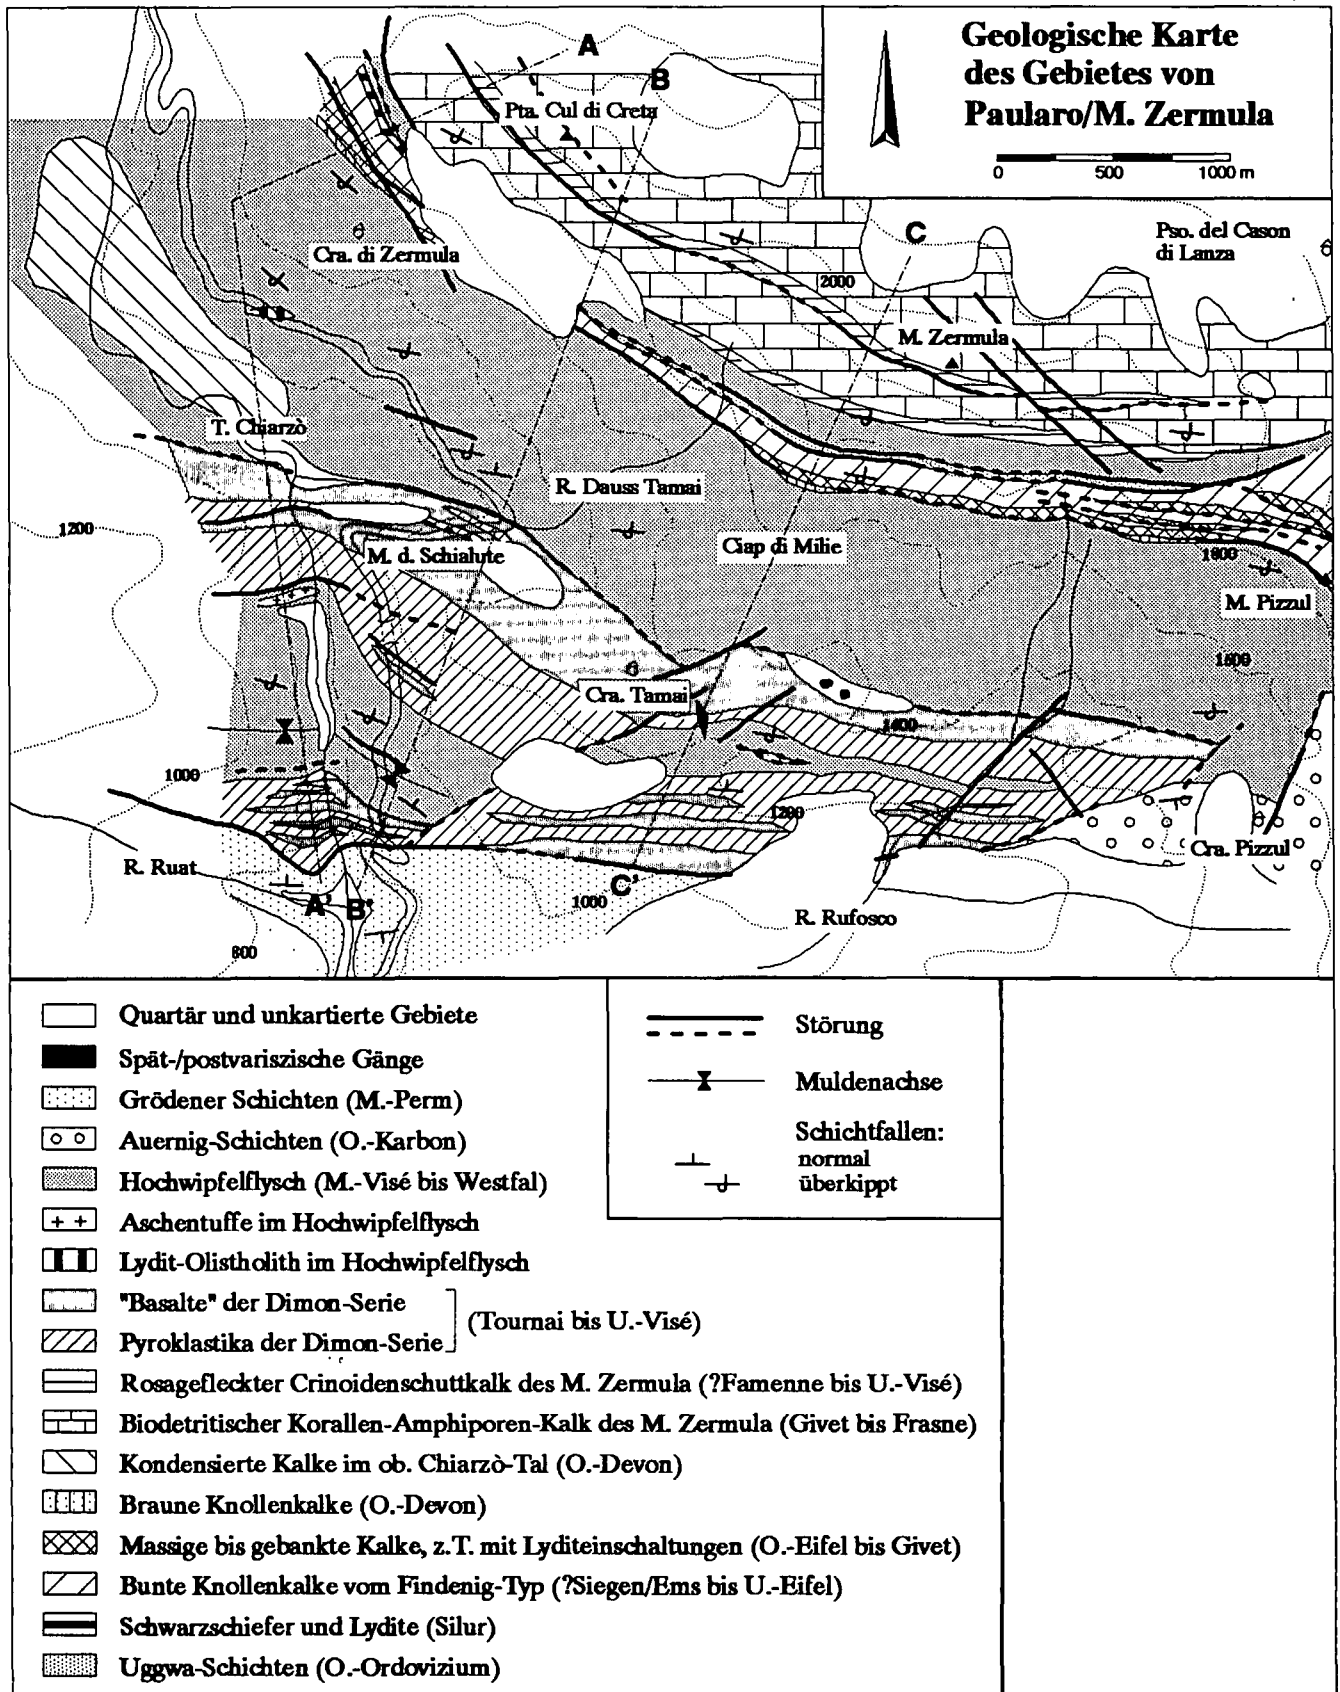 Geologische Karte
des Gebietes von
Paularo/M. Zermula
0 500 1000 m
A
B
Pta. Cul di Creta
C
Pso. del Cason
di Lanza
Cra. di Zermula
2000
M. Zermula
T. Chiarzò
R. Dauss Tamai
1200
M. d. Schialute
Ciap di Milie
1800
M. Pizzul
1500
Cra. Tamai
1400
1000
1200
R. Ruat
Cra. Pizzul
A' B' C'
1000
R. Rufosco
800
Quartär und unkartierte Gebiete
Spät-/postvariszische Gänge
Grödener Schichten (M.-Perm)
Auernig-Schichten (O.-Karbon)
Hochwipfelflysch (M.-Visé bis Westfal)
Aschentuffe im Hochwipfelflysch
Lydit-Olistholith im Hochwipfelflysch
"Basalte" der Dimon-Serie
(Tournai bis U.-Visé)
Pyroklastika der Dimon-Serie
Rosagefleckter Crinoidenschuttkalk des M. Zermula (?Famenne bis U.-Visé)
Biodetritischer Korallen-Amphiporen-Kalk des M. Zermula (Givet bis Frasne)
Kondensierte Kalke im ob. Chiarzò-Tal (O.-Devon)
Braune Knollenkalke (O.-Devon)
Massige bis gebankte Kalke, z.T. mit Lyditeinschaltungen (O.-Eifel bis Givet)
Bunte Knollenkalke vom Findenig-Typ (?Siegen/Ems bis U.-Eifel)
Schwarzschiefer und Lydite (Silur)
Uggwa-Schichten (O.-Ordovizium)
Störung
Muldenachse
Schichtfallen:
normal
überkippt